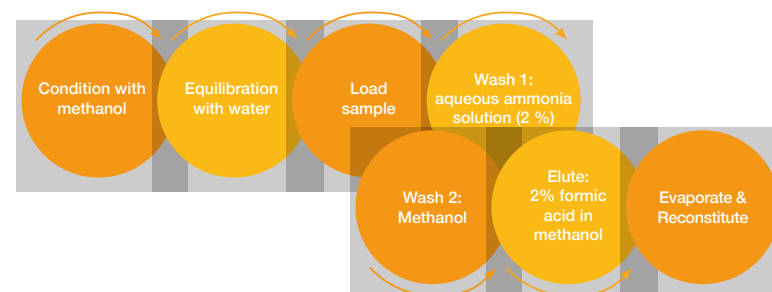 Condition with
methanol
Equilibration
with water
Load
sample
Wash 1:
aqueous ammonia
solution (2 %)
Wash 2:
Methanol
Elute:
2% formic
acid in
methanol
Evaporate &
Reconstitute